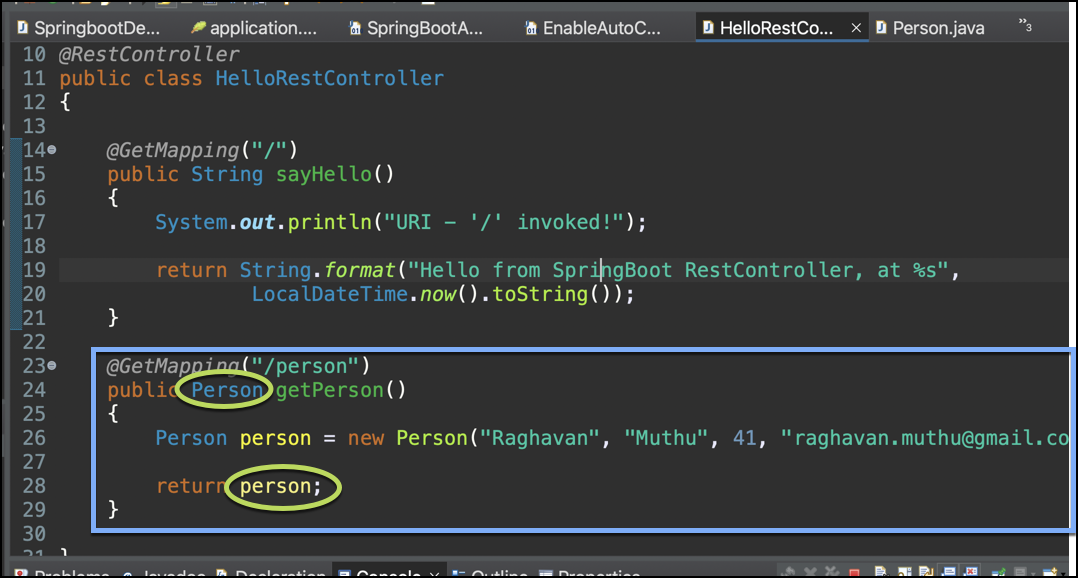 SpringbootDe... application.... SpringBootA... EnableAutoC... HelloRestCo... Person.java »3
10 @RestController
11 public class HelloRestController
12 {
13
14 @GetMapping("/")
15 public String sayHello()
16 {
17 System.out.println("URI - '/' invoked!");
18
19 return String.format("Hello from SpringBoot RestController, at %s",
20 LocalDateTime.now().toString());
21 }
22
23 @GetMapping("/person")
24 public Person getPerson()
25 {
26 Person person = new Person("Raghavan", "Muthu", 41, "raghavan.muthu@gmail.co
27
28 return person;
29 }
30
31 }
Problems Javadoc Declaration Console Outline Properties